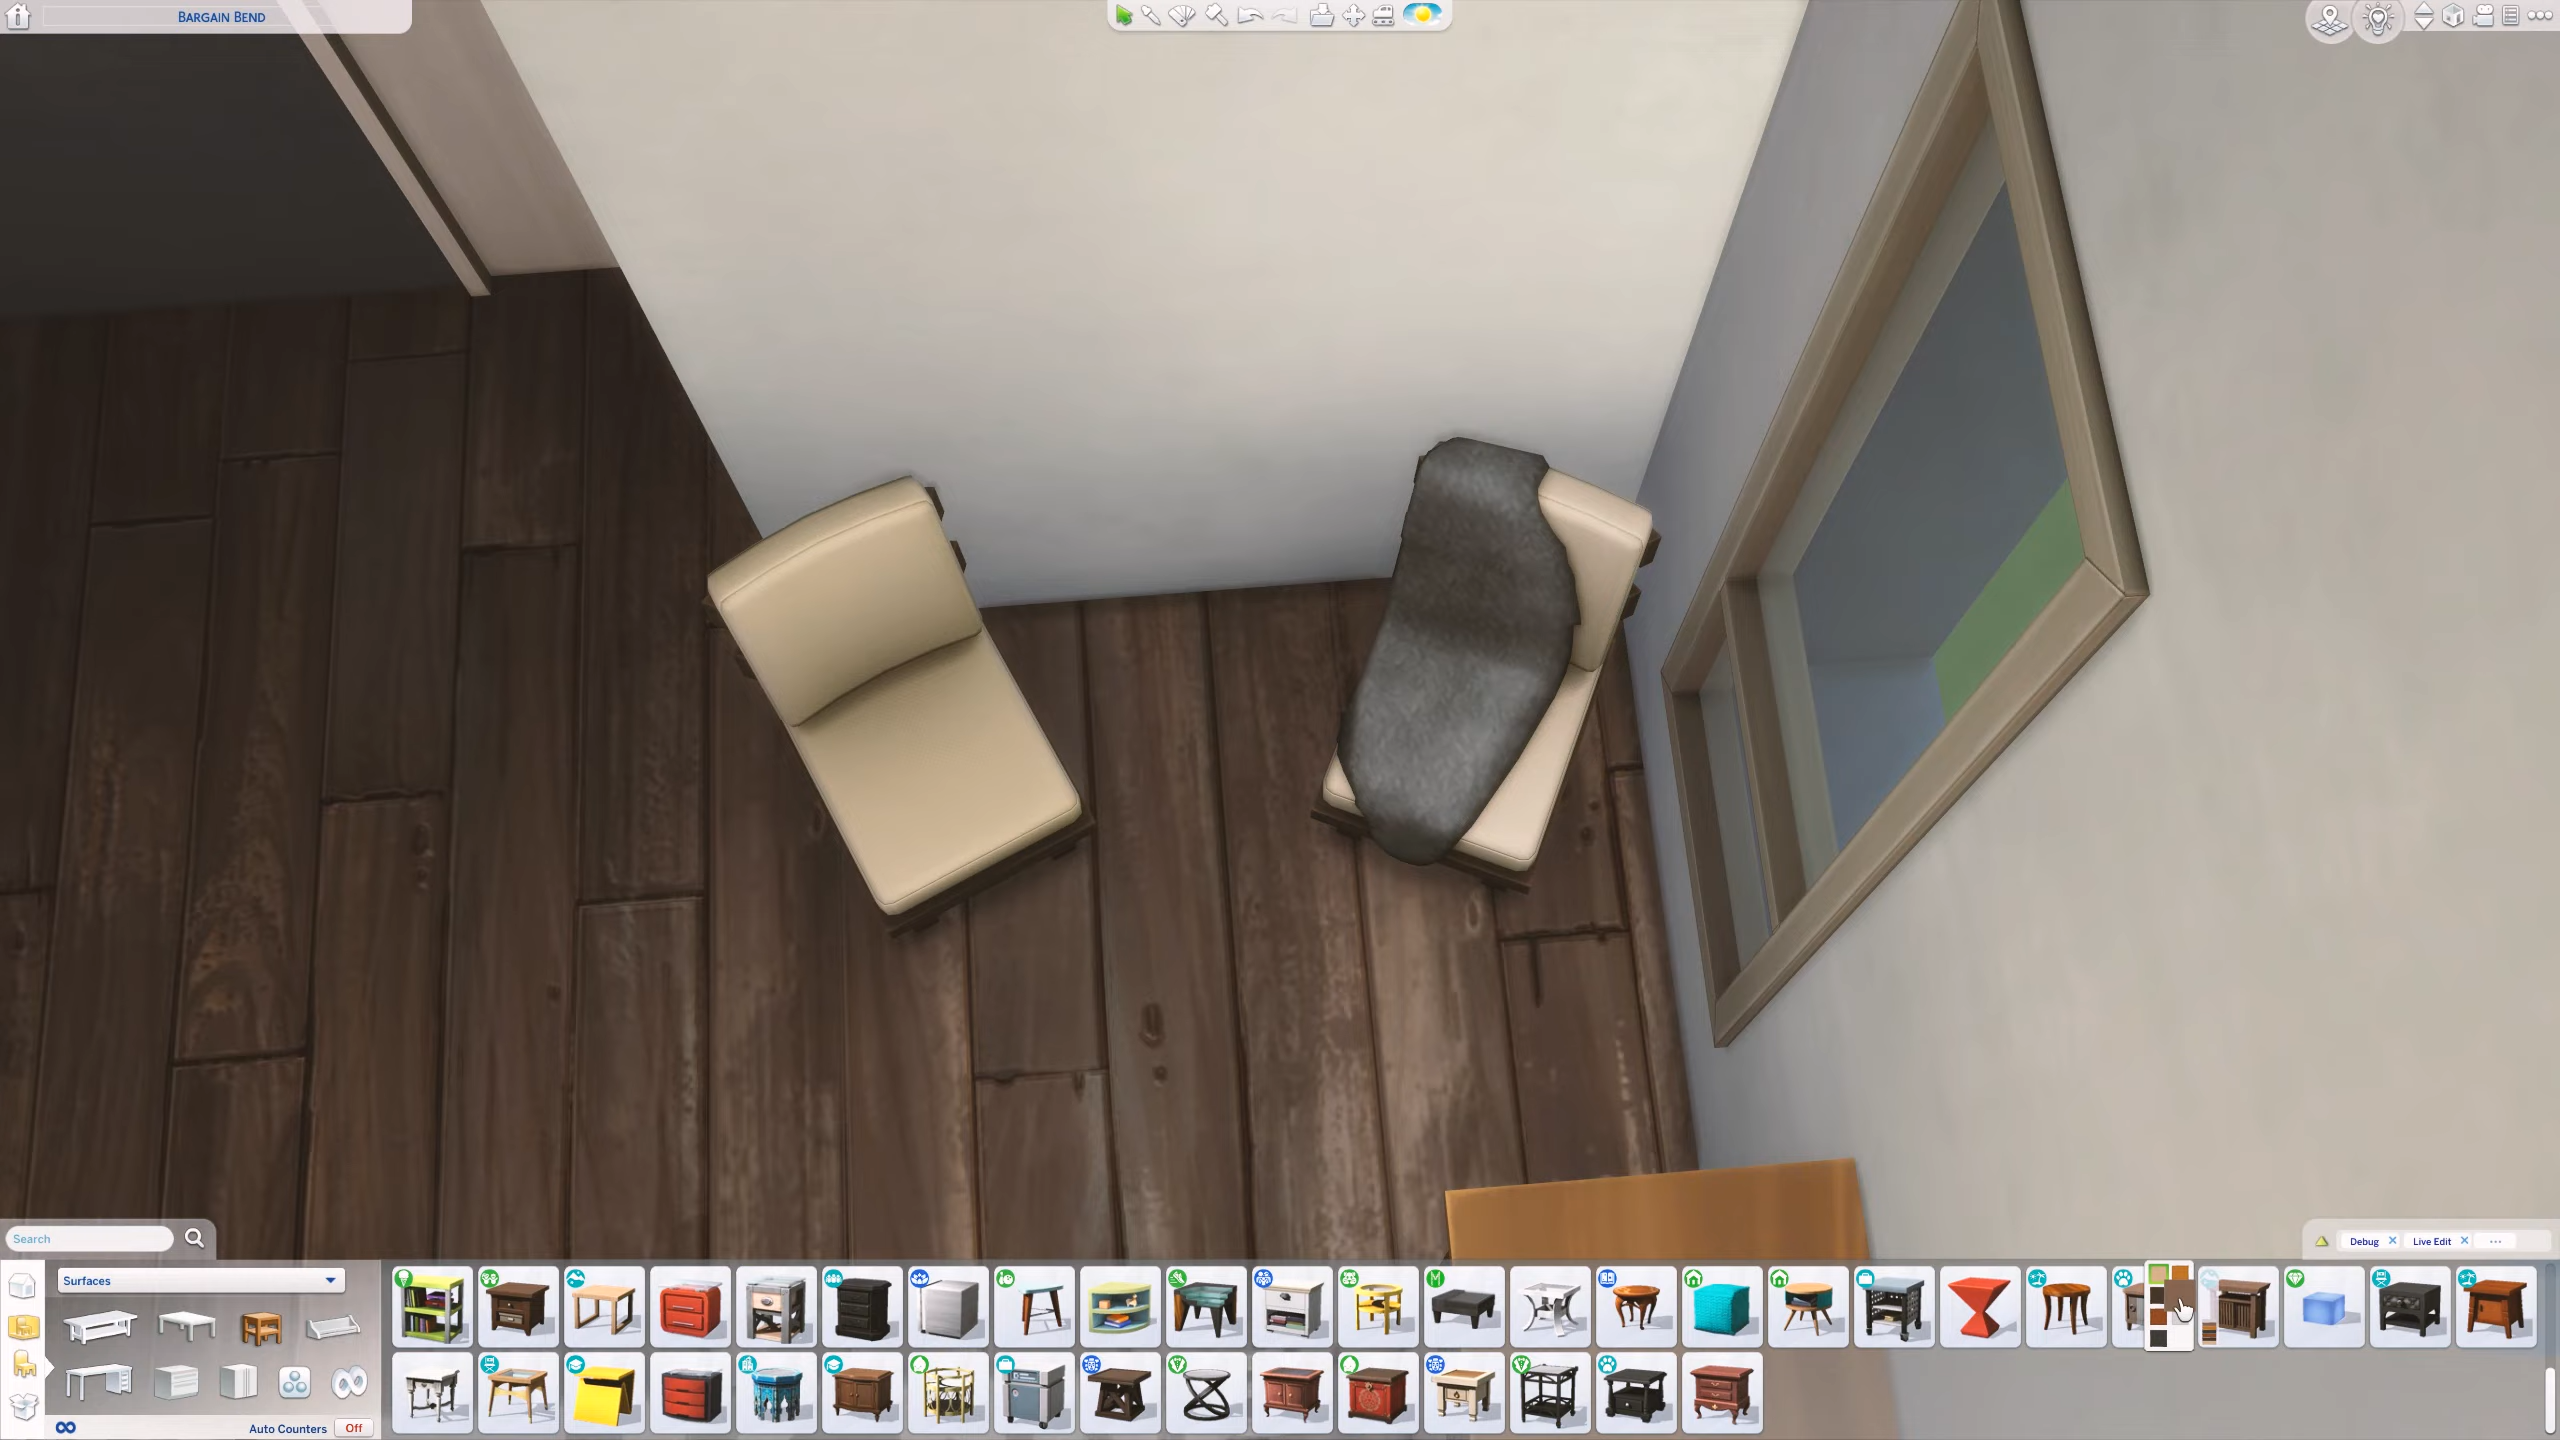 BARGAIN BEND
Search
Debug
Live Edit
Surfaces
Auto Counters
Off